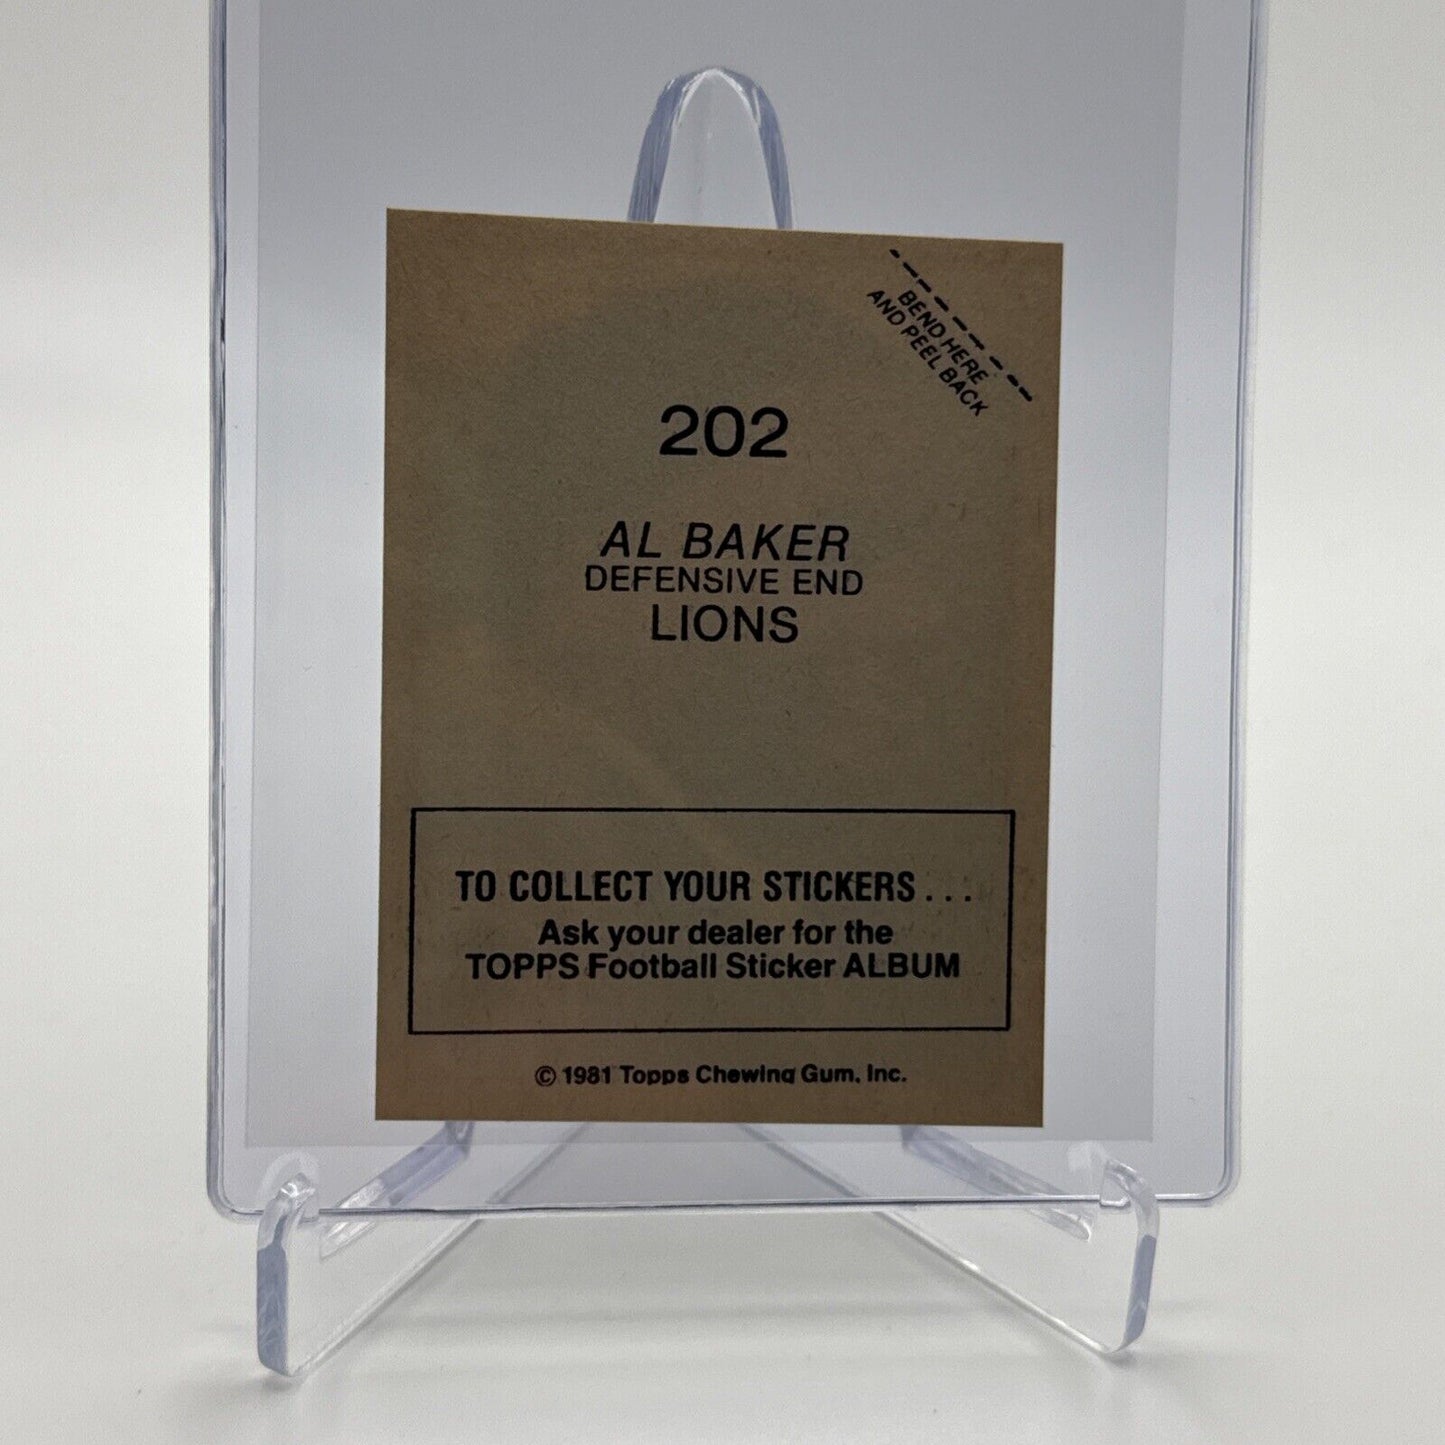 BEND HERE
AND PEEL BACK
202
AL BAKER
DEFENSIVE END
LIONS
TO COLLECT YOUR STICKERS . . .
Ask your dealer for the
TOPPS Football Sticker ALBUM
© 1981 Topps Chewing Gum, Inc.